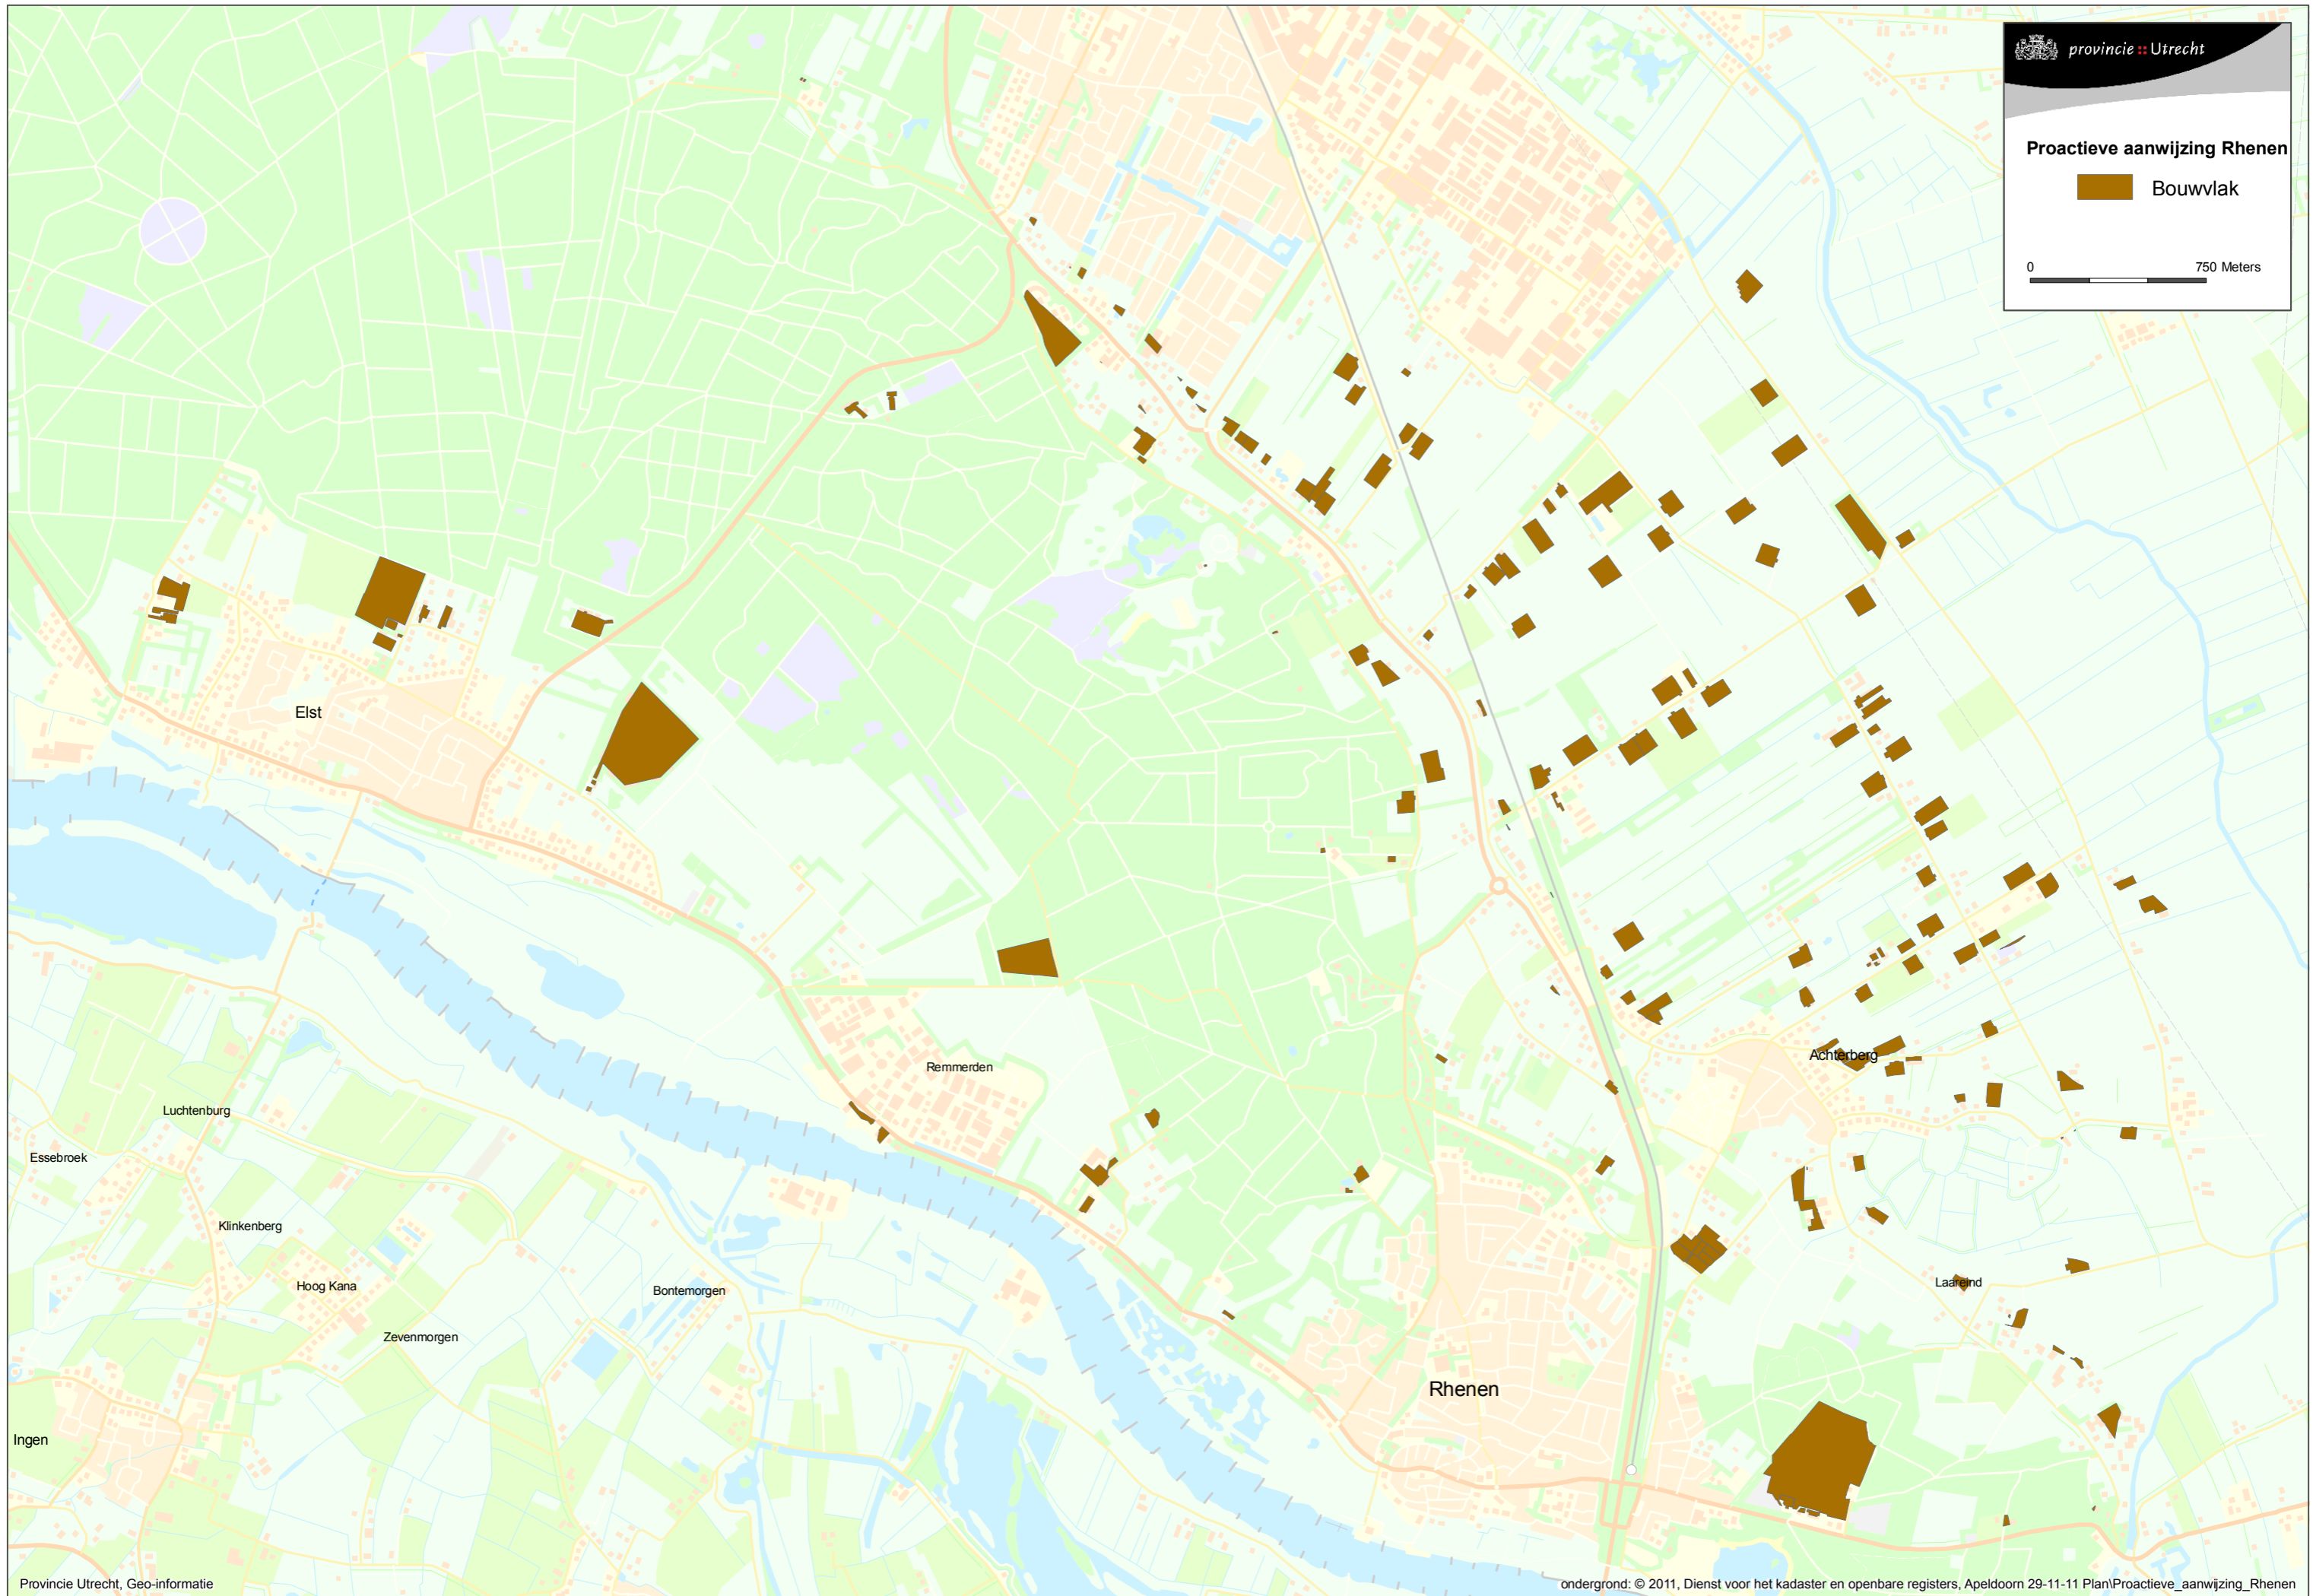 provincie :: Utrecht
Proactieve aanwijzing Rhenen
Bouwvlak
0 750 Meters
Elst
Remmerden
Achterberg
Luchtenburg
Essebroek
Klinkenberg
Hoog Kana
Bontemorgen
Laareind
Zevenmorgen
Rhenen
Ingen
Provincie Utrecht, Geo-informatie
ondergrond: © 2011, Dienst voor het kadaster en openbare registers, Apeldoorn 29-11-11 Plan\Proactieve_aanwijzing_Rhenen